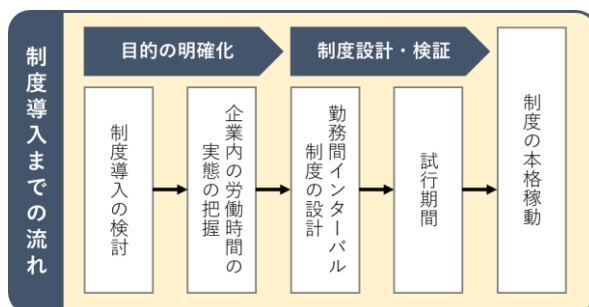 制度導入までの流れ
目的の明確化
制度設計・検証
制度導入の検討
企業内の労働時間の
実態の把握
勤務間インターバル
制度の設計
試行期間
制度の本格稼動